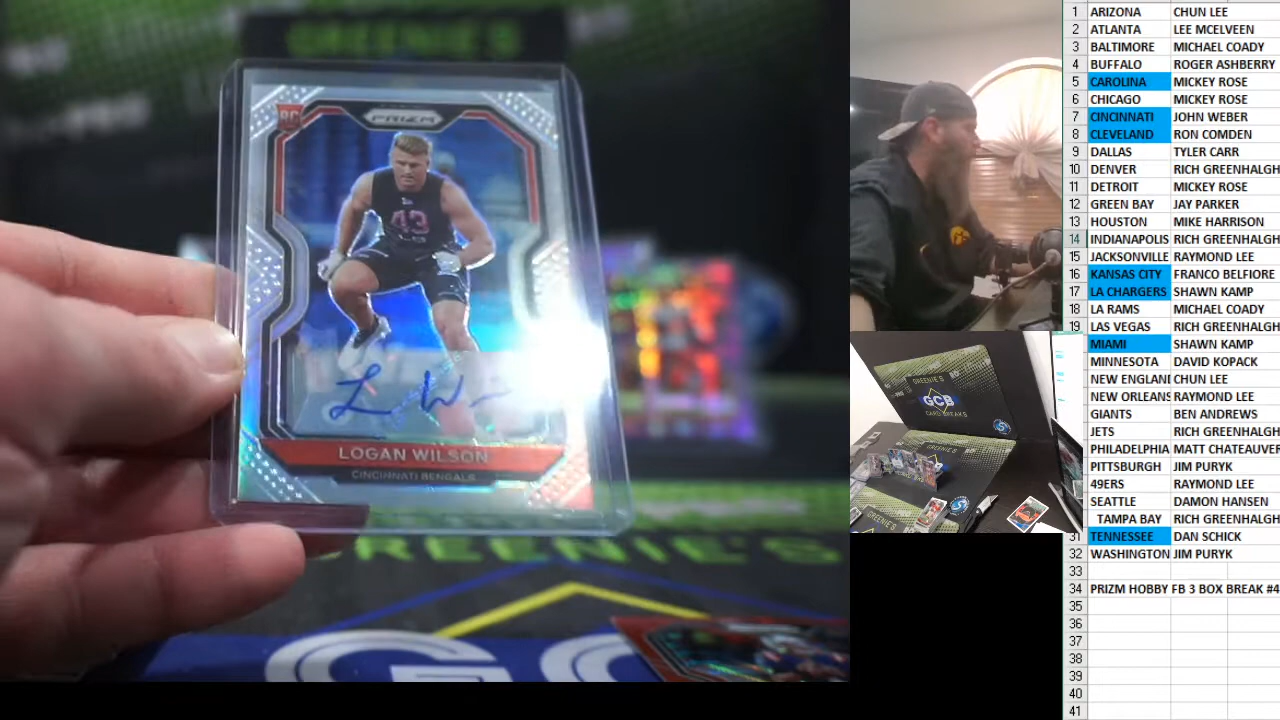 RC
PRIZM
43
LOGAN WILSON
CINCINNATI BENGALS
GREENIE'S
GREENIE'S
GCB
CARD BREAKS
GREENIE'S
1 ARIZONA CHUN LEE
2 ATLANTA LEE MCELVEEN
3 BALTIMORE MICHAEL COADY
4 BUFFALO ROGER ASHBERRY
5 CAROLINA MICKEY ROSE
6 CHICAGO MICKEY ROSE
7 CINCINNATI JOHN WEBER
8 CLEVELAND RON COMDEN
9 DALLAS TYLER CARR
10 DENVER RICH GREENHALGH
11 DETROIT MICKEY ROSE
12 GREEN BAY JAY PARKER
13 HOUSTON MIKE HARRISON
14 INDIANAPOLIS RICH GREENHALGH
15 JACKSONVILLE RAYMOND LEE
16 KANSAS CITY FRANCO BELFIORE
17 LA CHARGERS SHAWN KAMP
18 LA RAMS MICHAEL COADY
19 LAS VEGAS RICH GREENHALGH
MIAMI SHAWN KAMP
MINNESOTA DAVID KOPACK
NEW ENGLAND CHUN LEE
NEW ORLEANS RAYMOND LEE
GIANTS BEN ANDREWS
JETS RICH GREENHALGH
PHILADELPHIA MATT CHATEAUVER
PITTSBURGH JIM PURYK
49ERS RAYMOND LEE
SEATTLE DAMON HANSEN
TAMPA BAY RICH GREENHALGH
31 TENNESSEE DAN SCHICK
32 WASHINGTON JIM PURYK
33
34 PRIZM HOBBY FB 3 BOX BREAK #4
35
36
37
38
39
40
41